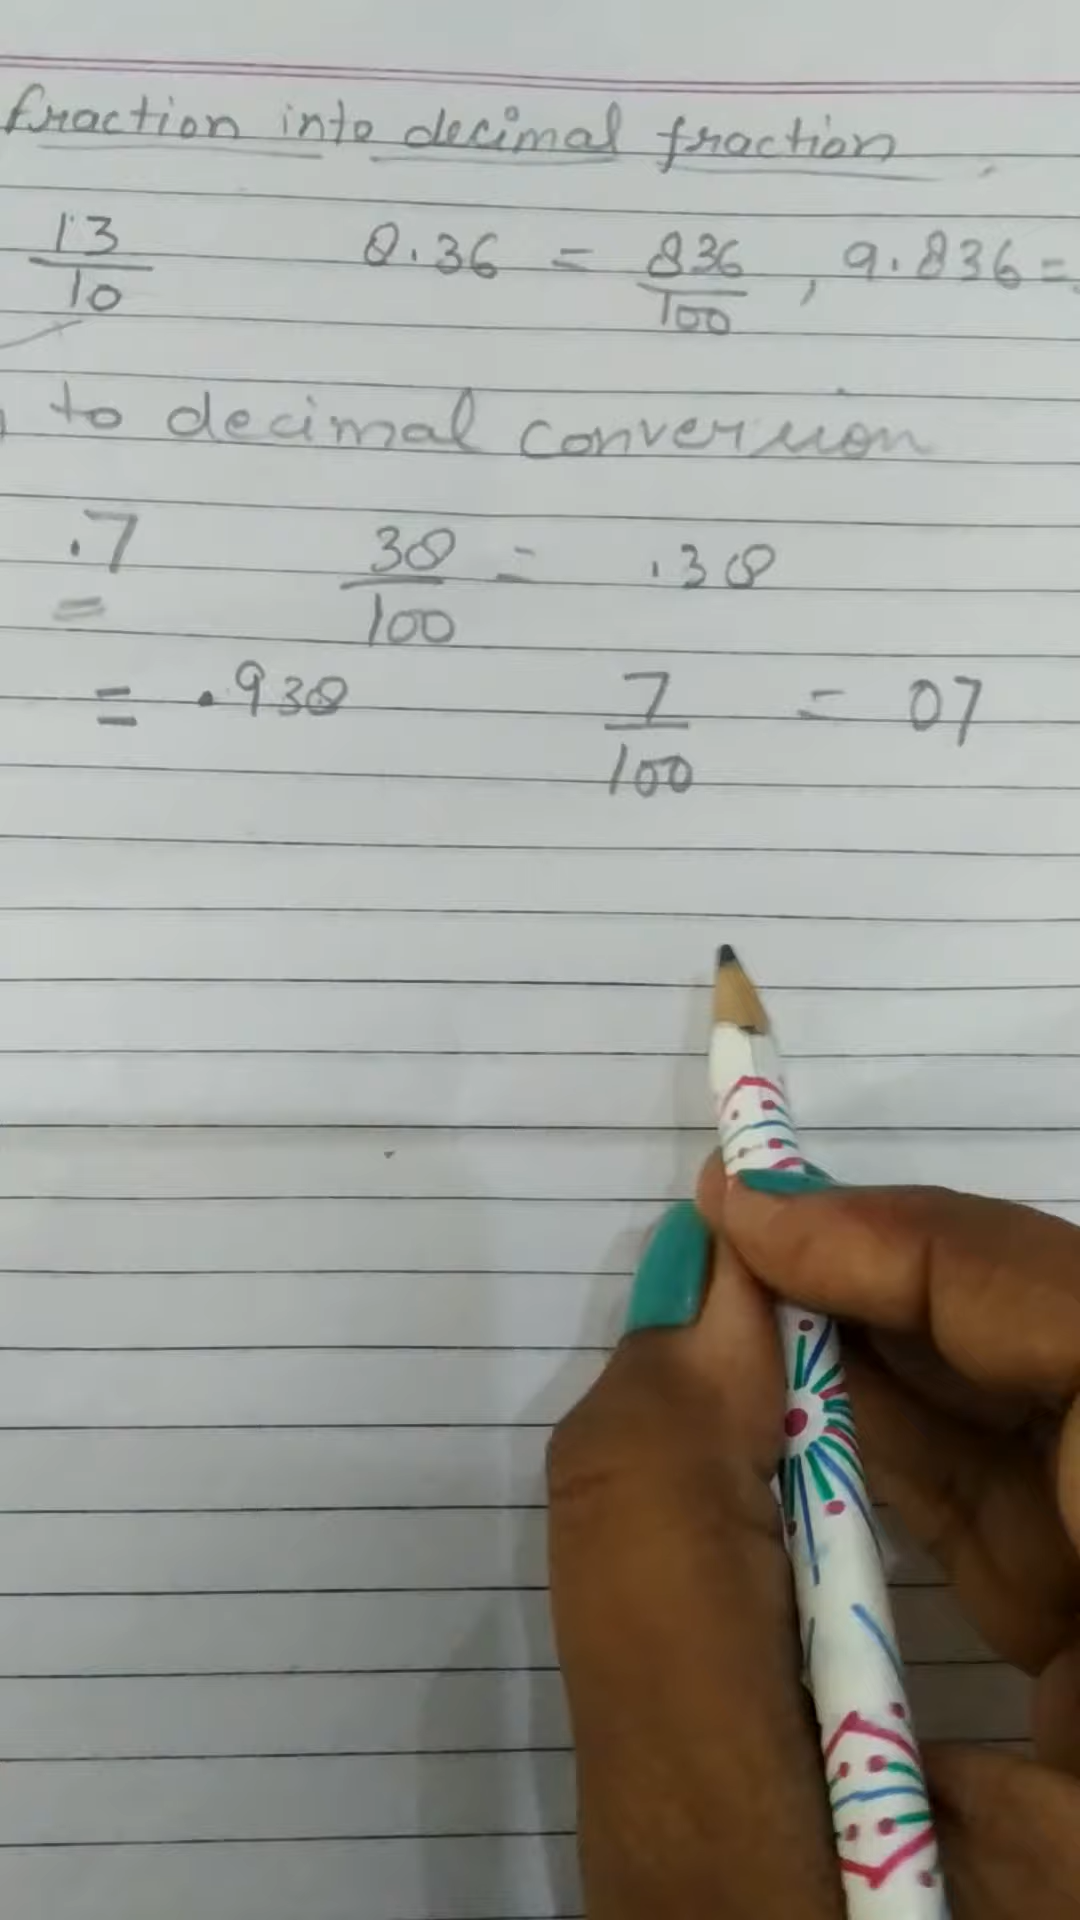 fraction into decimal fraction
13/10 8.36 = 836/100 , 9.836 =
to decimal conversion
.7 38/100 = .38
=
= .938 7/100 = 07